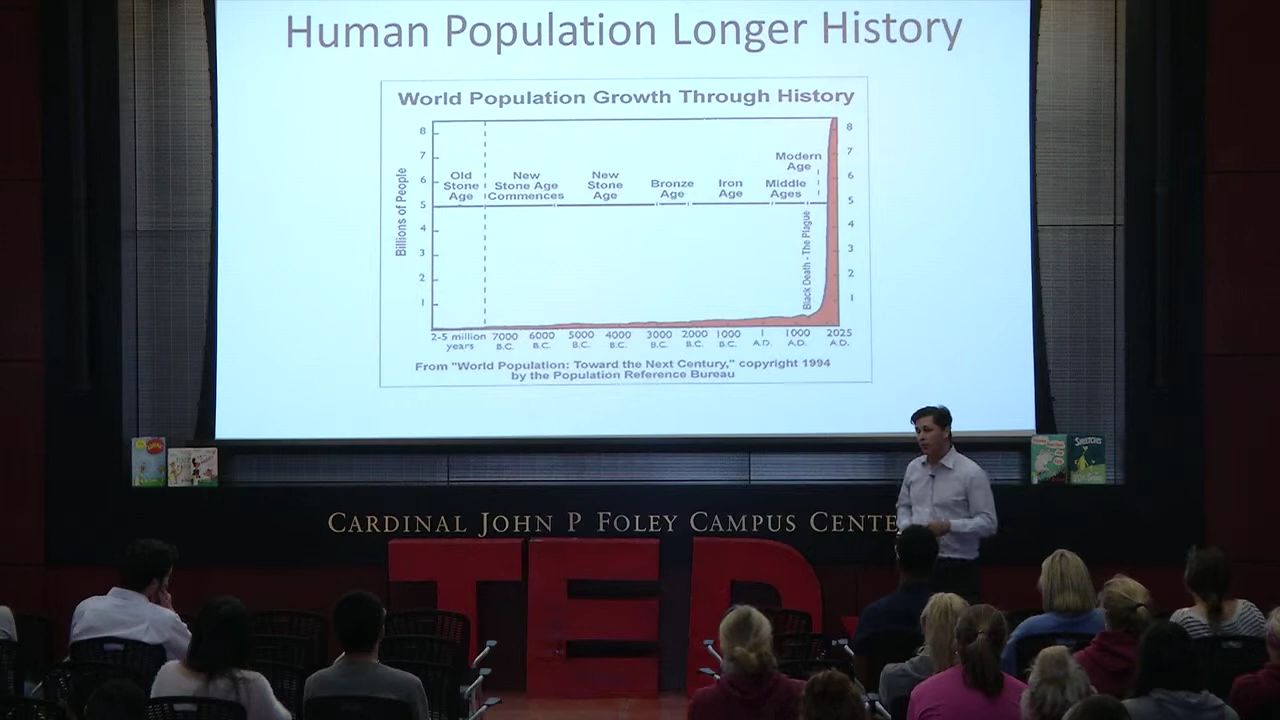 Human Population Longer History
World Population Growth Through History
Billions of People
8
7
6
5
4
3
2
1
Old
Stone
Age
New
Stone Age
Commences
New
Stone
Age
Bronze
Age
Iron
Age
Middle
Ages
Modern
Age
Black Death - The Plague
8
7
6
5
4
3
2
1
2-5 million
years
7000
B.C.
6000
B.C.
5000
B.C.
4000
B.C.
3000
B.C.
2000
B.C.
1000
B.C.
1
A.D.
1000
A.D.
2025
A.D.
From "World Population: Toward the Next Century," copyright 1994
by the Population Reference Bureau
SNEETCHES
CARDINAL JOHN P FOLEY CAMPUS CENTE
TED